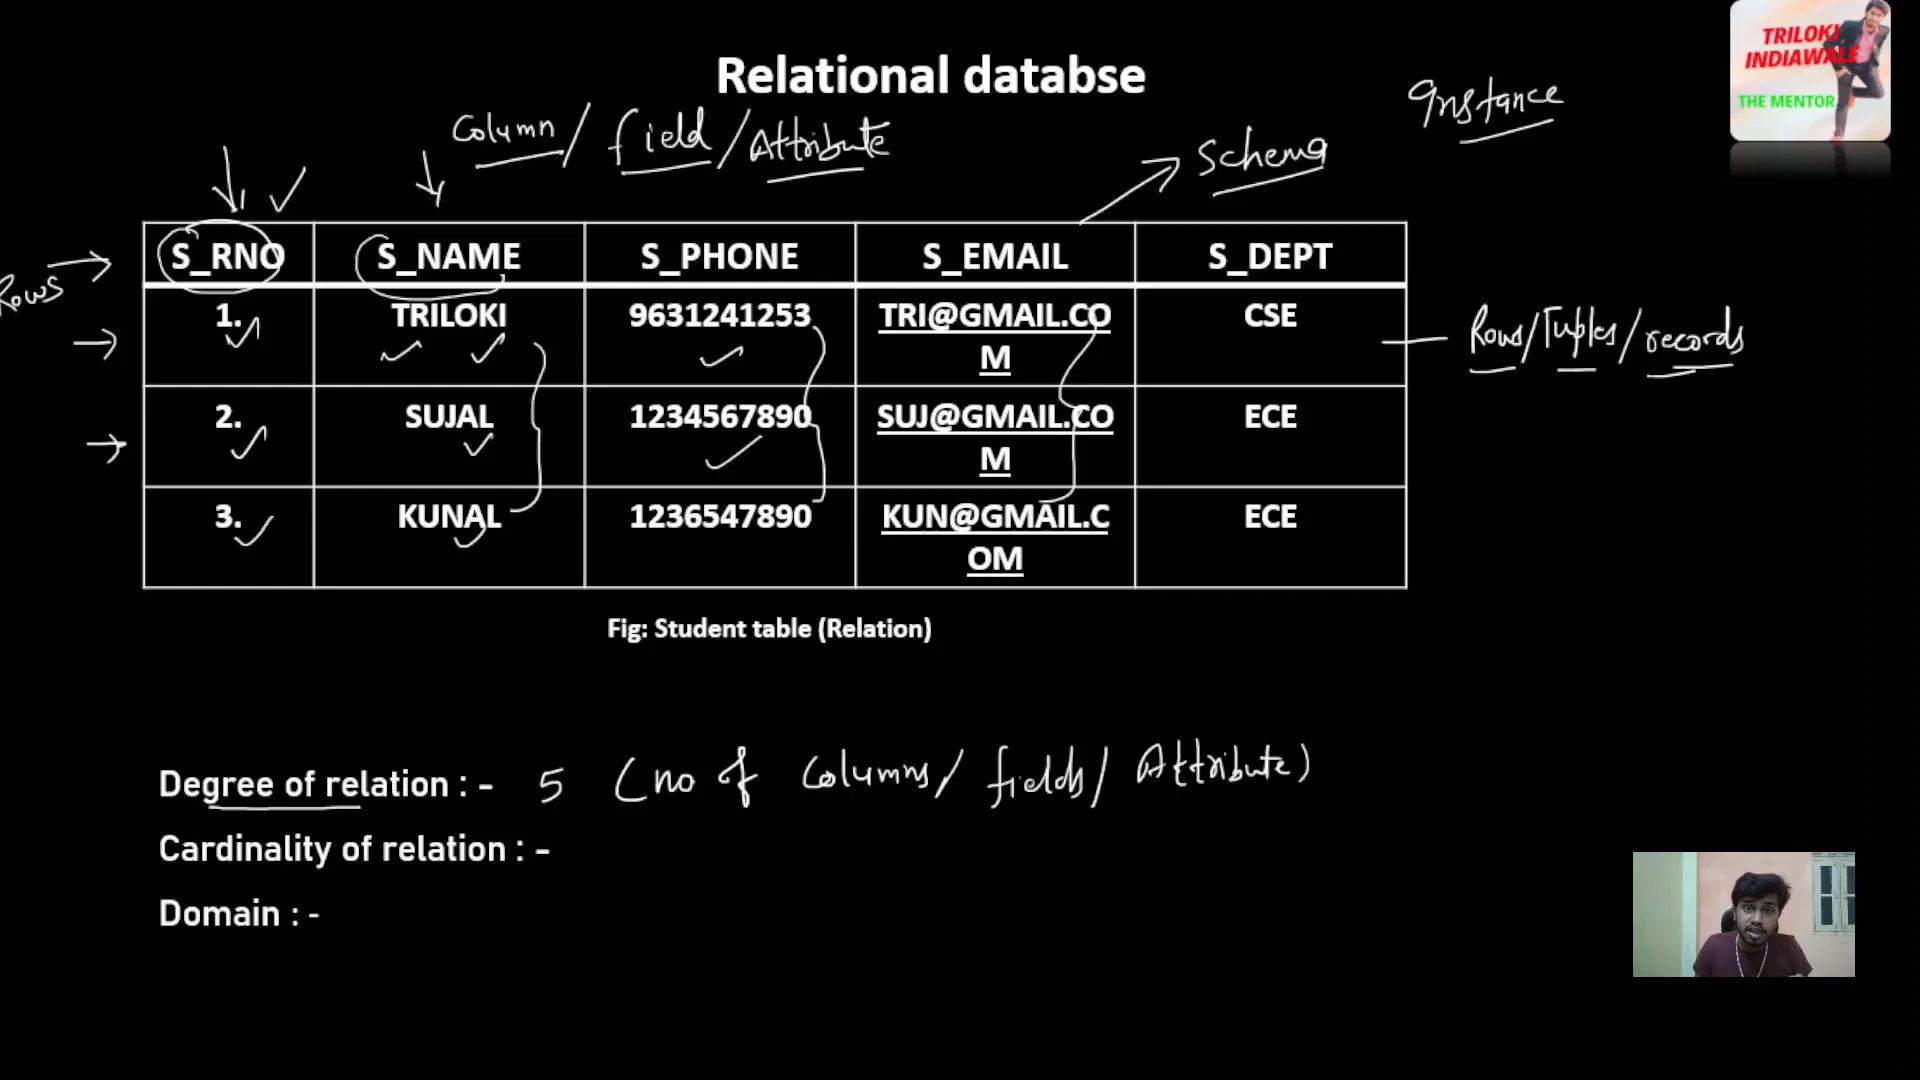 TRILOKI
INDIAWALE
THE MENTOR
Relational databse
Instance
Column/ field/Attribute
Schema
S_RNO S_NAME S_PHONE S_EMAIL S_DEPT
Rows
1. TRILOKI 9631241253 TRI@GMAIL.CO
M CSE
Rows/Tuples/records
2. SUJAL 1234567890 SUJ@GMAIL.CO
M ECE
3. KUNAL 1236547890 KUN@GMAIL.C
OM ECE
Fig: Student table (Relation)
Degree of relation : - 5 (no of Columns/ fields/ Attribute)
Cardinality of relation : -
Domain : -